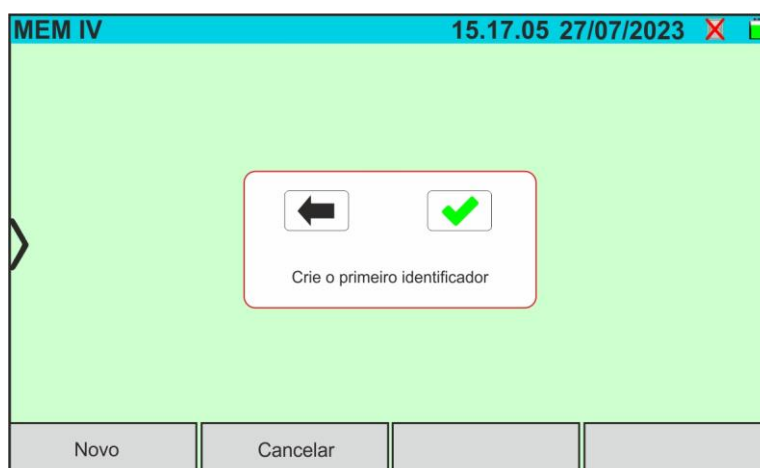 MEM IV 15.17.05 27/07/2023
Crie o primeiro identificador
Novo Cancelar